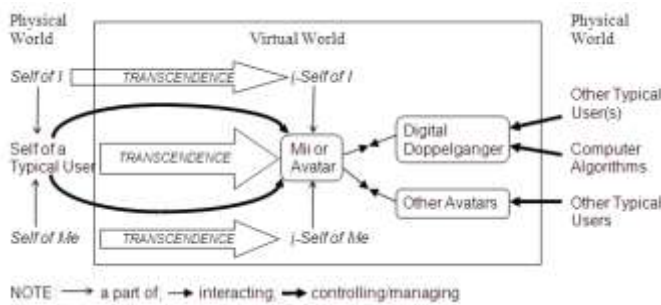 Physical
World
Virtual World
Physical
World
Self of I
TRANSCENDENCE
i-Self of I
Other Typical
User(s)
Self of a
Typical User
TRANSCENDENCE
Mii or
Avatar
Digital
Doppelganger
Computer
Algorithms
Other Avatars
Other Typical
Users
Self of Me
TRANSCENDENCE
i-Self of Me
NOTE: a part of; interacting; controlling/managing